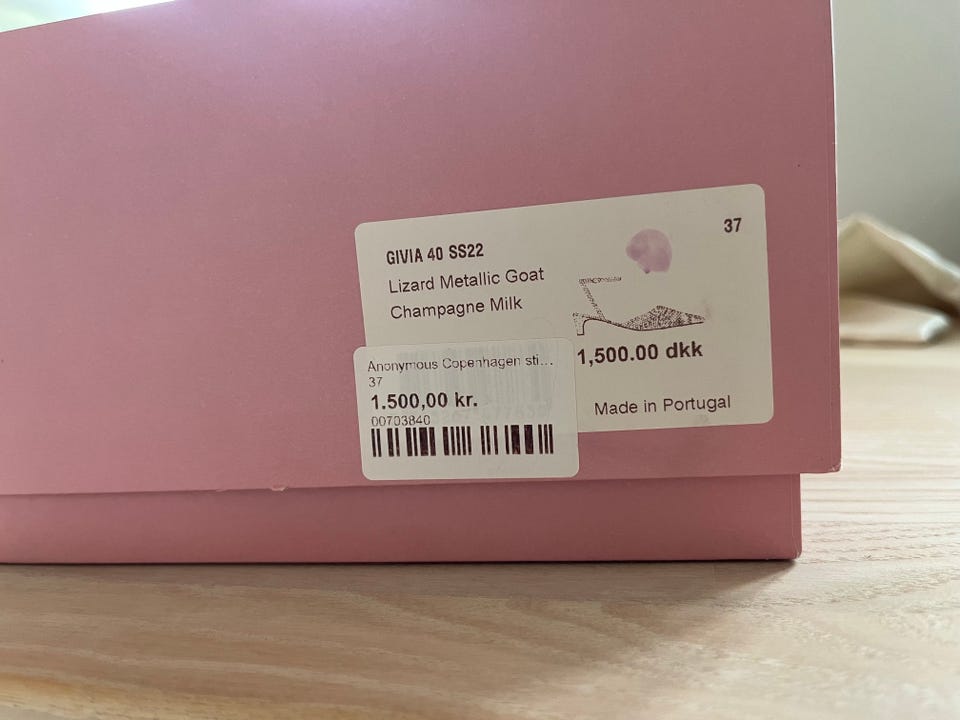 GIVIA 40 SS22
37
Lizard Metallic Goat
Champagne Milk
1,500.00 dkk
Made in Portugal
Anonymous Copenhagen sti...
37
1.500,00 kr.
00703840